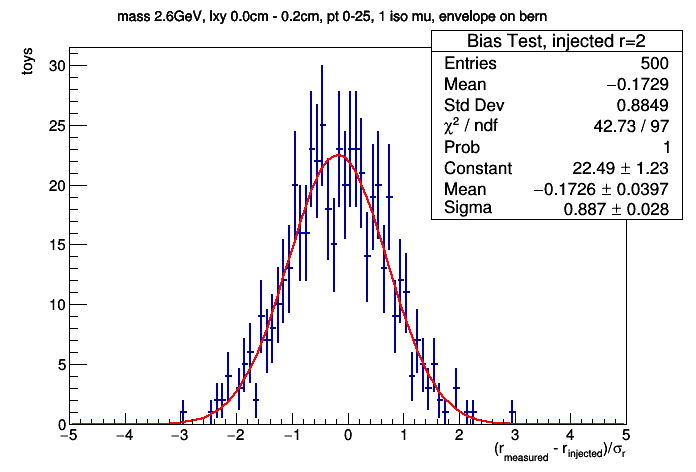 mass 2.6GeV, lxy 0.0cm - 0.2cm, pt 0-25, 1 iso mu, envelope on bern
Bias Test, injected r=2
Entries 500
Mean −0.1729
Std Dev 0.8849
χ² / ndf 42.73 / 97
Prob 1
Constant 22.49 ± 1.23
Mean −0.1726 ± 0.0397
Sigma 0.887 ± 0.028
toys
30
25
20
15
10
5
0
−5 −4 −3 −2 −1 0 1 2 3 4 5
(r_measured - r_injected)/σ_r